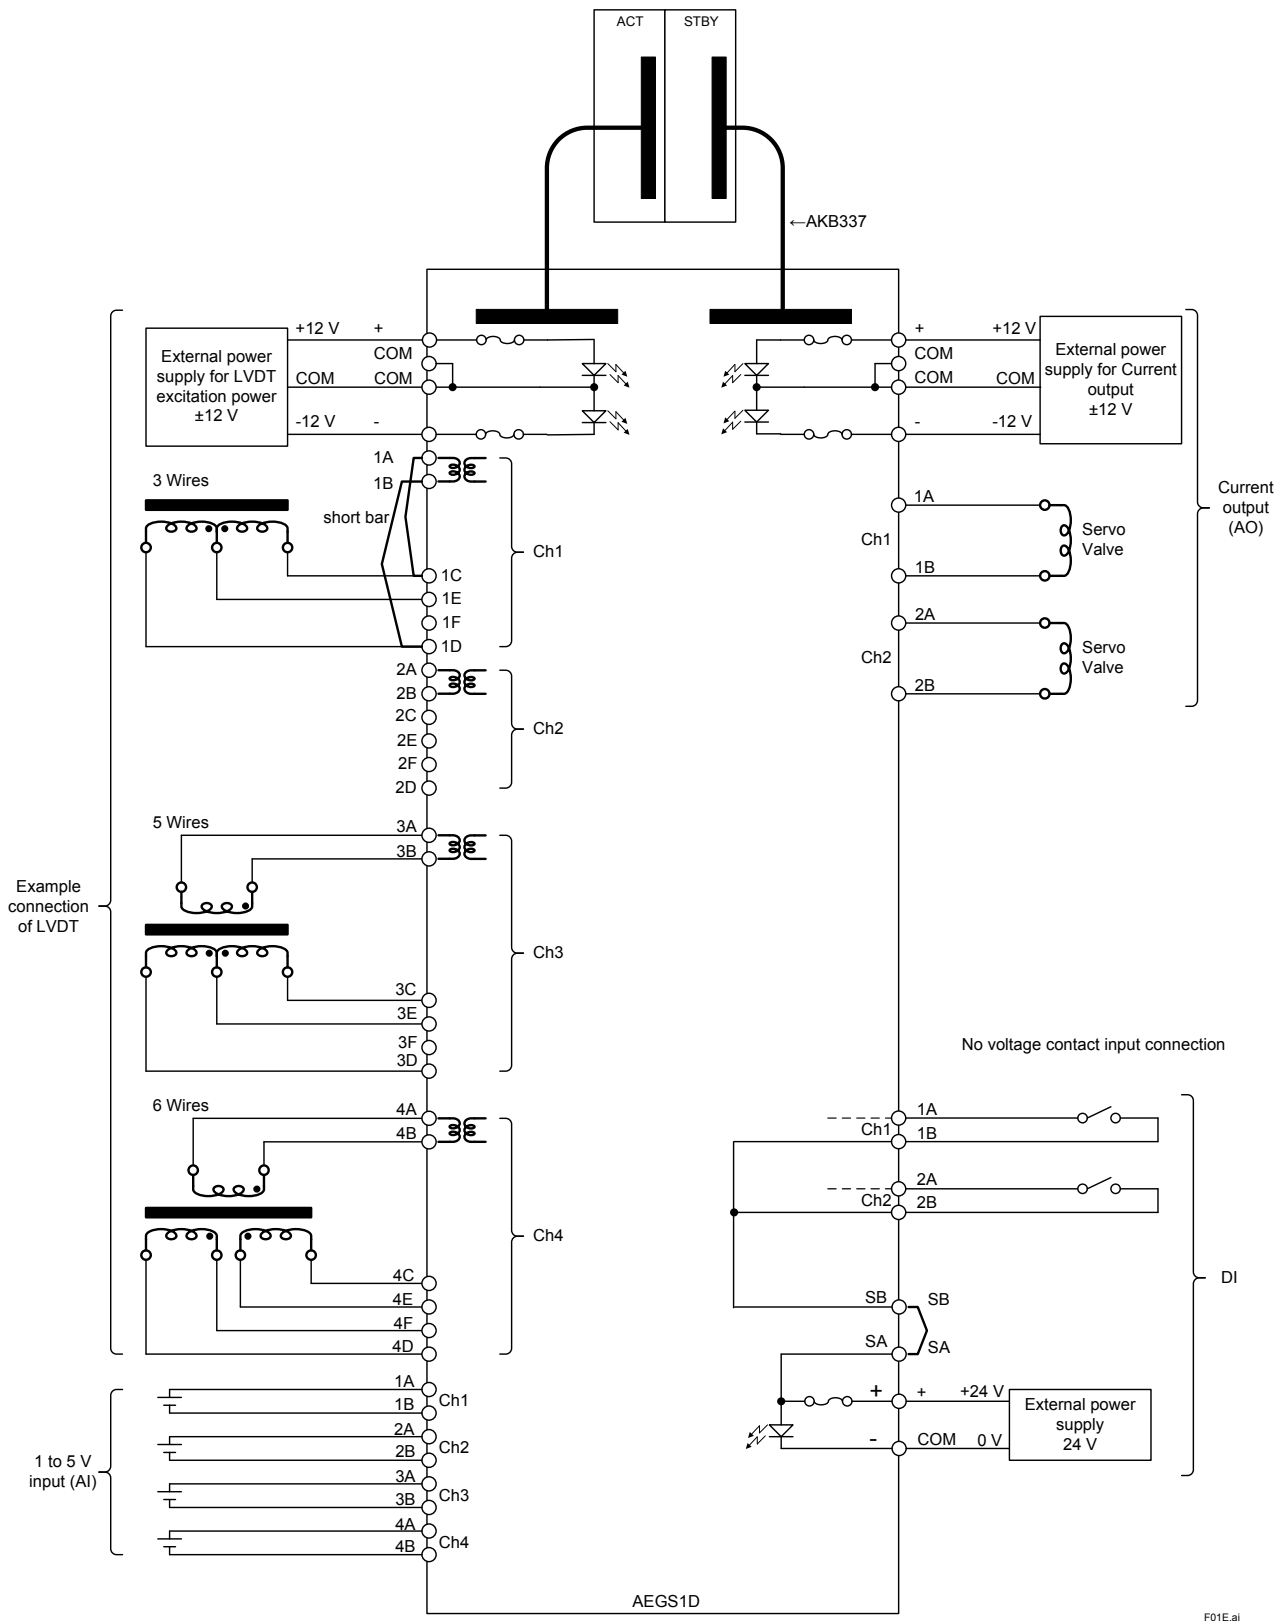 ACT
STBY
←AKB337
External power
supply for LVDT
excitation power
±12 V
+12 V
+
COM
COM
COM
-12 V
-
+
+12 V
COM
COM
COM
-
-12 V
External power
supply for Current
output
±12 V
3 Wires
1A
1B
short bar
1C
1E
1F
1D
Ch1
2A
2B
2C
2E
2F
2D
Ch2
5 Wires
3A
3B
3C
3E
3F
3D
Ch3
6 Wires
4A
4B
4C
4E
4F
4D
Ch4
Example
connection
of LVDT
1A
Ch1
1B
Servo
Valve
2A
Ch2
2B
Servo
Valve
Current
output
(AO)
No voltage contact input connection
1A
Ch1
1B
2A
Ch2
2B
SB
SB
SA
SA
+
+
+24 V
-
COM
0 V
External power
supply
24 V
DI
1 to 5 V
input (AI)
1A
1B
Ch1
2A
2B
Ch2
3A
3B
Ch3
4A
4B
Ch4
AEGS1D
F01E.ai